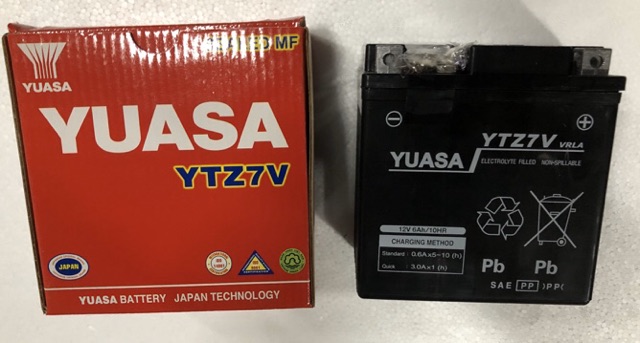 MF
YUASA
YUASA
YTZ7V
JAPAN
YUASA BATTERY JAPAN TECHNOLOGY
YTZ7V VRLA
YUASA
ELECTROLYTE FILLED NON-SPILLABLE
12V 6Ah/10HR
CHARGING METHOD
Standard : 0.6A×5~10 (h)
Quick : 3.0A×1 (h)
Pb Pb
SAE PP >PP<